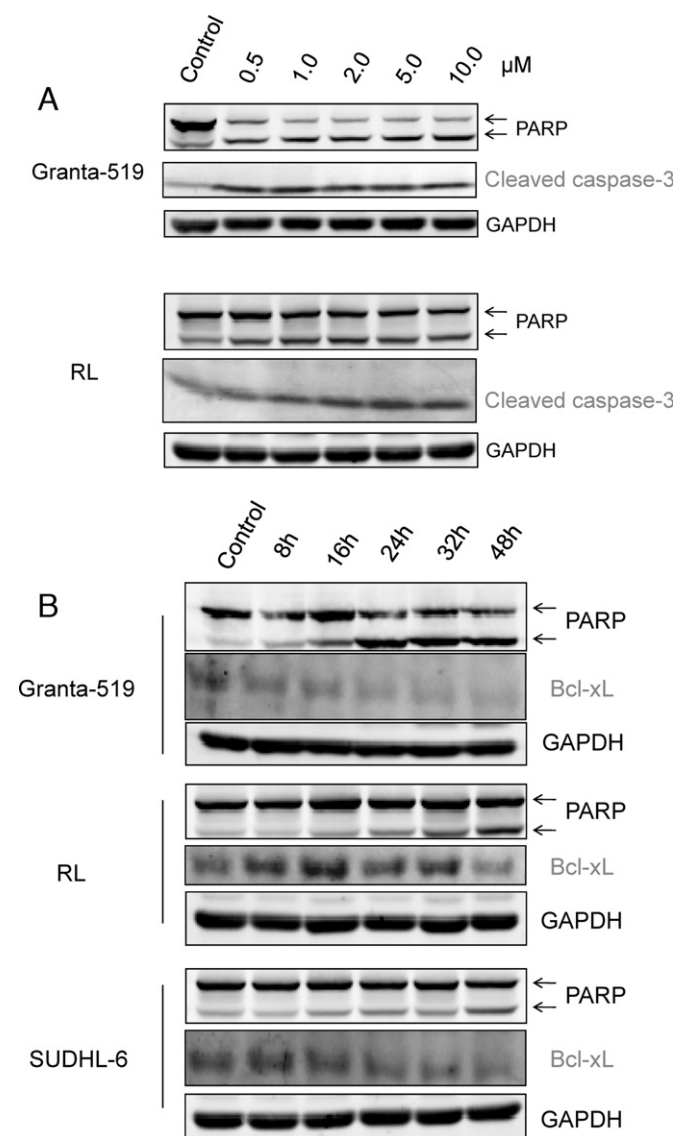 Control 0.5 1.0 2.0 5.0 10.0 µM
A
PARP
Granta-519
Cleaved caspase-3
GAPDH
PARP
RL
Cleaved caspase-3
GAPDH
Control 8h 16h 24h 32h 48h
B
PARP
Granta-519
Bcl-xL
GAPDH
PARP
RL
Bcl-xL
GAPDH
PARP
SUDHL-6
Bcl-xL
GAPDH